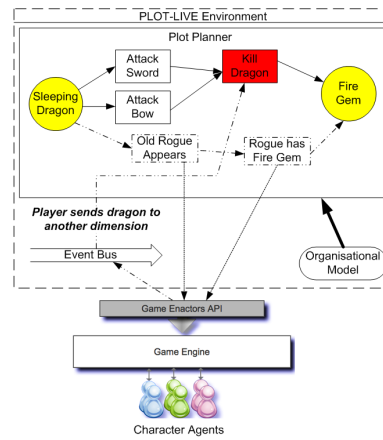 PLOT-LIVE Environment
Plot Planner
Attack
Sword
Kill
Dragon
Sleeping
Dragon
Fire
Gem
Attack
Bow
Old Rogue
Appears
Rogue has
Fire Gem
Player sends dragon to
another dimension
Event Bus
Organisational
Model
Game Enactors API
Game Engine
Character Agents